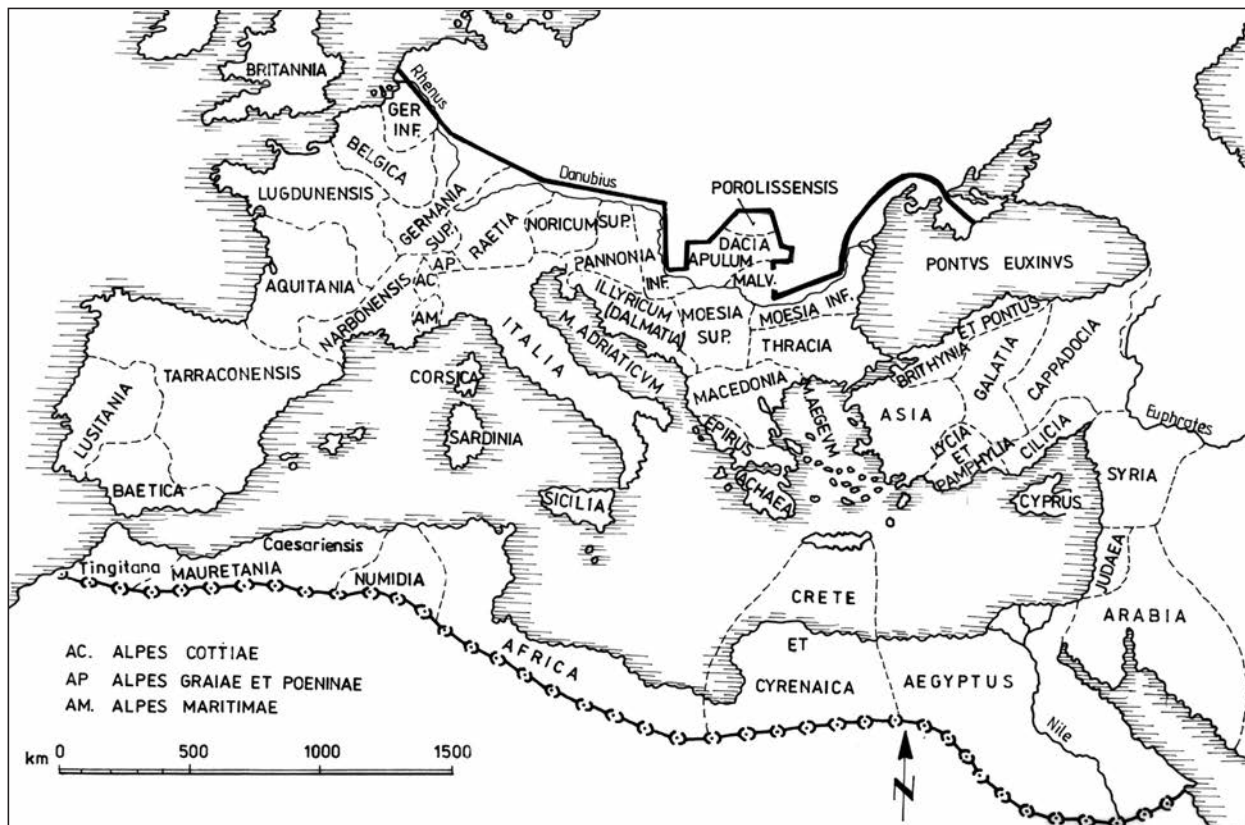 BRITANNIA
Rhenus
GER
INF.
BELGICA
LUGDUNENSIS
Danubius
POROLISSENSIS
GERMANIA
SUP.
RAETIA
NORICUM
SUP.
PANNONIA
INF.
DACIA
APULUM
MALV.
PONTVS EUXINVS
AQUITANIA
NARBONENSIS
AP
AC
AM.
ITALIA
ILLYRICUM
(DALMATIA)
M. ADRIATICVM
MOESIA
SUP.
MOESIA INF.
THRACIA
BRITHYNIA ET PONTUS
GALATIA
CAPPADOCIA
TARRACONENSIS
CORSICA
MACEDONIA
M.AEGEVM
ASIA
Euphrates
LUSITANIA
SARDINIA
EPIRUS
LYCIA
ET
PAMPHYLIA
CILICIA
SYRIA
BAETICA
SICILIA
ACHAEA
CYPRUS
Caesariensis
Tingitana
MAURETANIA
NUMIDIA
JUDAEA
CRETE
ET
CYRENAICA
ARABIA
AFRICA
AEGYPTUS
Nile
AC. ALPES COTTIAE
AP ALPES GRAIAE ET POENINAE
AM. ALPES MARITIMAE
km 0 500 1000 1500
N